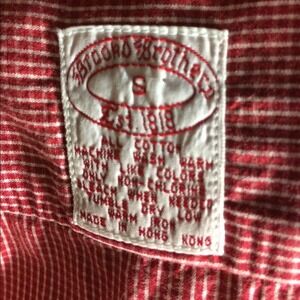 Brooks Brothers
S
Est. 1818
COTTON
MACHINE WASH WARM
ONLY LIKE COLORS
ONLY NON-CHLORINE
BLEACH WHEN NEEDED
TUMBLE DRY LOW
WARM IRON
MADE IN HONG KONG